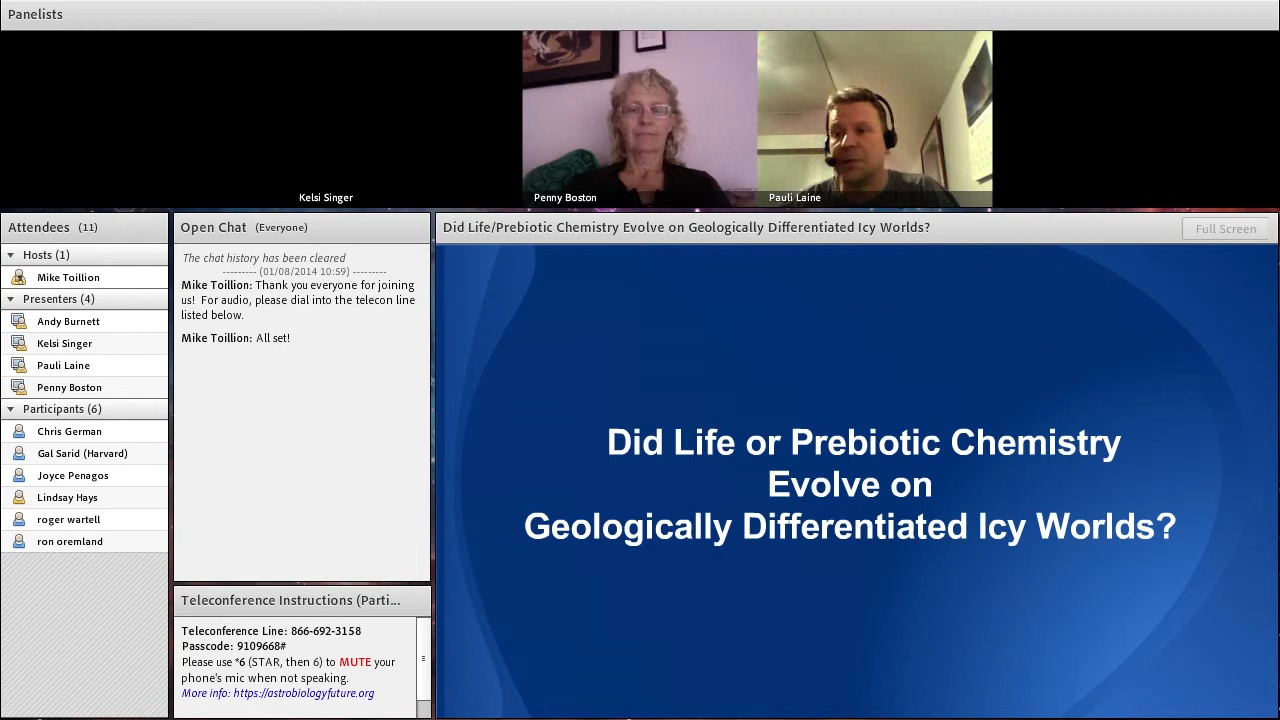 Panelists
Kelsi Singer
Penny Boston
Pauli Laine
Attendees (11)
Hosts (1)
Mike Toillion
Presenters (4)
Andy Burnett
Kelsi Singer
Pauli Laine
Penny Boston
Participants (6)
Chris German
Gal Sarid (Harvard)
Joyce Penagos
Lindsay Hays
roger wartell
ron oremland
Open Chat (Everyone)
The chat history has been cleared
--------- (01/08/2014 10:59) ---------
Mike Toillion: Thank you everyone for joining
us! For audio, please dial into the telecon line
listed below.
Mike Toillion: All set!
Teleconference Instructions (Parti...
Teleconference Line: 866-692-3158
Passcode: 9109668#
Please use *6 (STAR, then 6) to MUTE your
phone's mic when not speaking.
More info: https://astrobiologyfuture.org
Did Life/Prebiotic Chemistry Evolve on Geologically Differentiated Icy Worlds?
Full Screen
Did Life or Prebiotic Chemistry
Evolve on
Geologically Differentiated Icy Worlds?